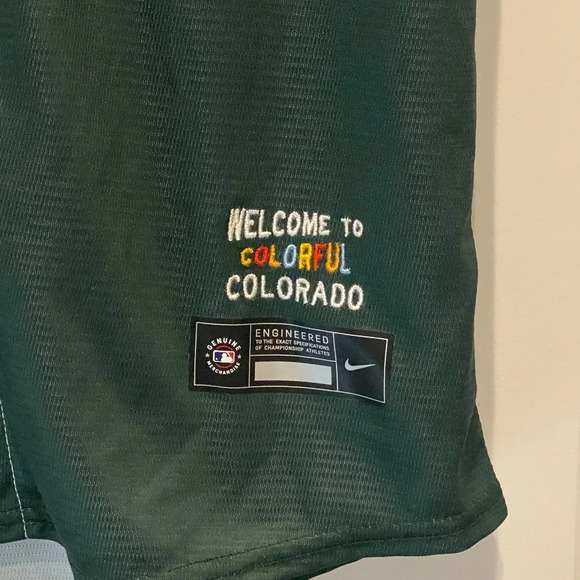 WELCOME TO
COLORFUL
COLORADO
GENUINE
MERCHANDISE
ENGINEERED
TO THE EXACT SPECIFICATIONS
OF CHAMPIONSHIP ATHLETES